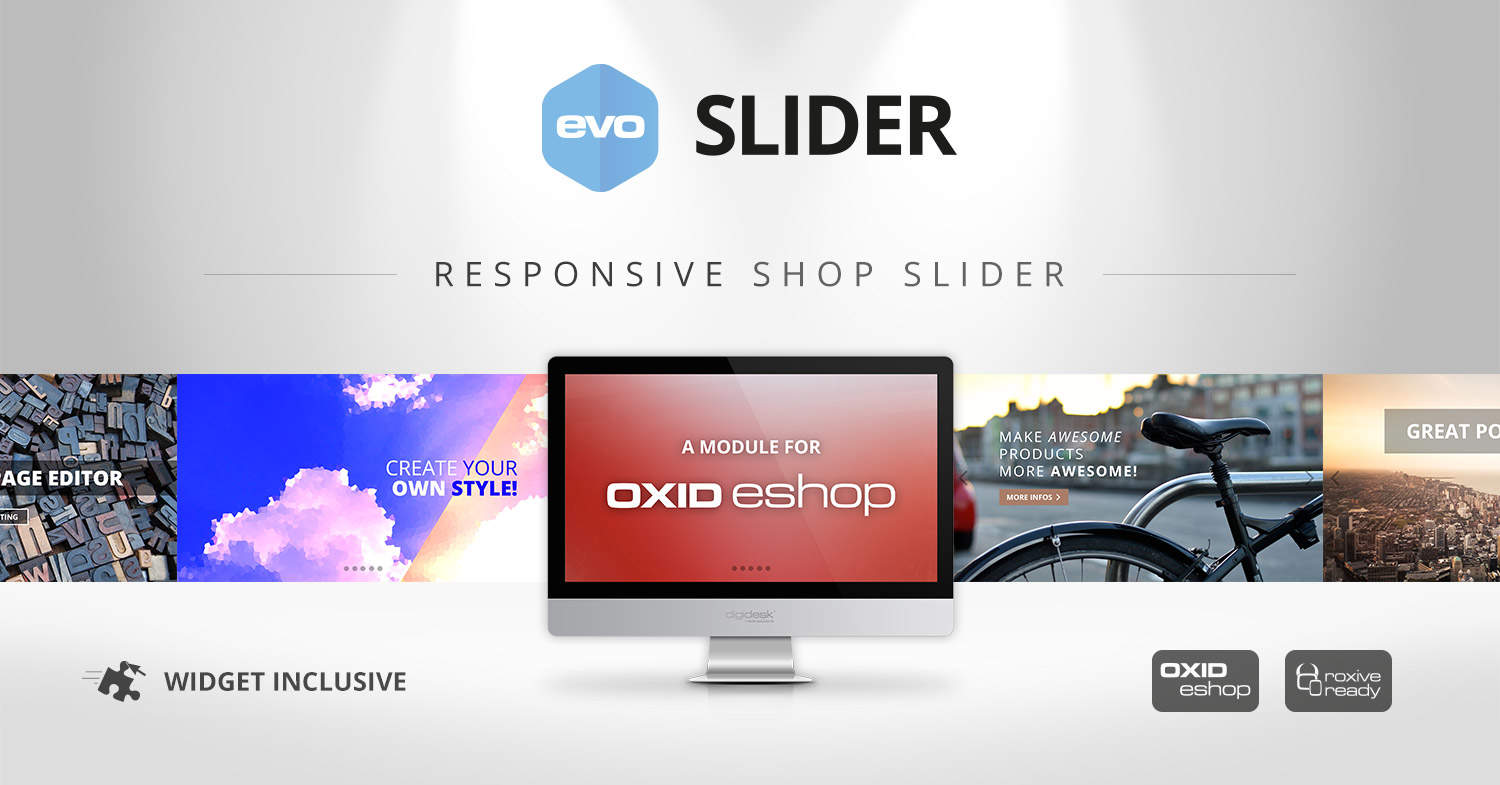 evo SLIDER
RESPONSIVE SHOP SLIDER
AGE EDITOR
TING
CREATE YOUR
OWN STYLE!
A MODULE FOR
OXID eshop
digidesk
MAKE AWESOME
PRODUCTS
MORE AWESOME!
MORE INFOS >
GREAT PO
WIDGET INCLUSIVE
OXID
eshop
roxive
ready